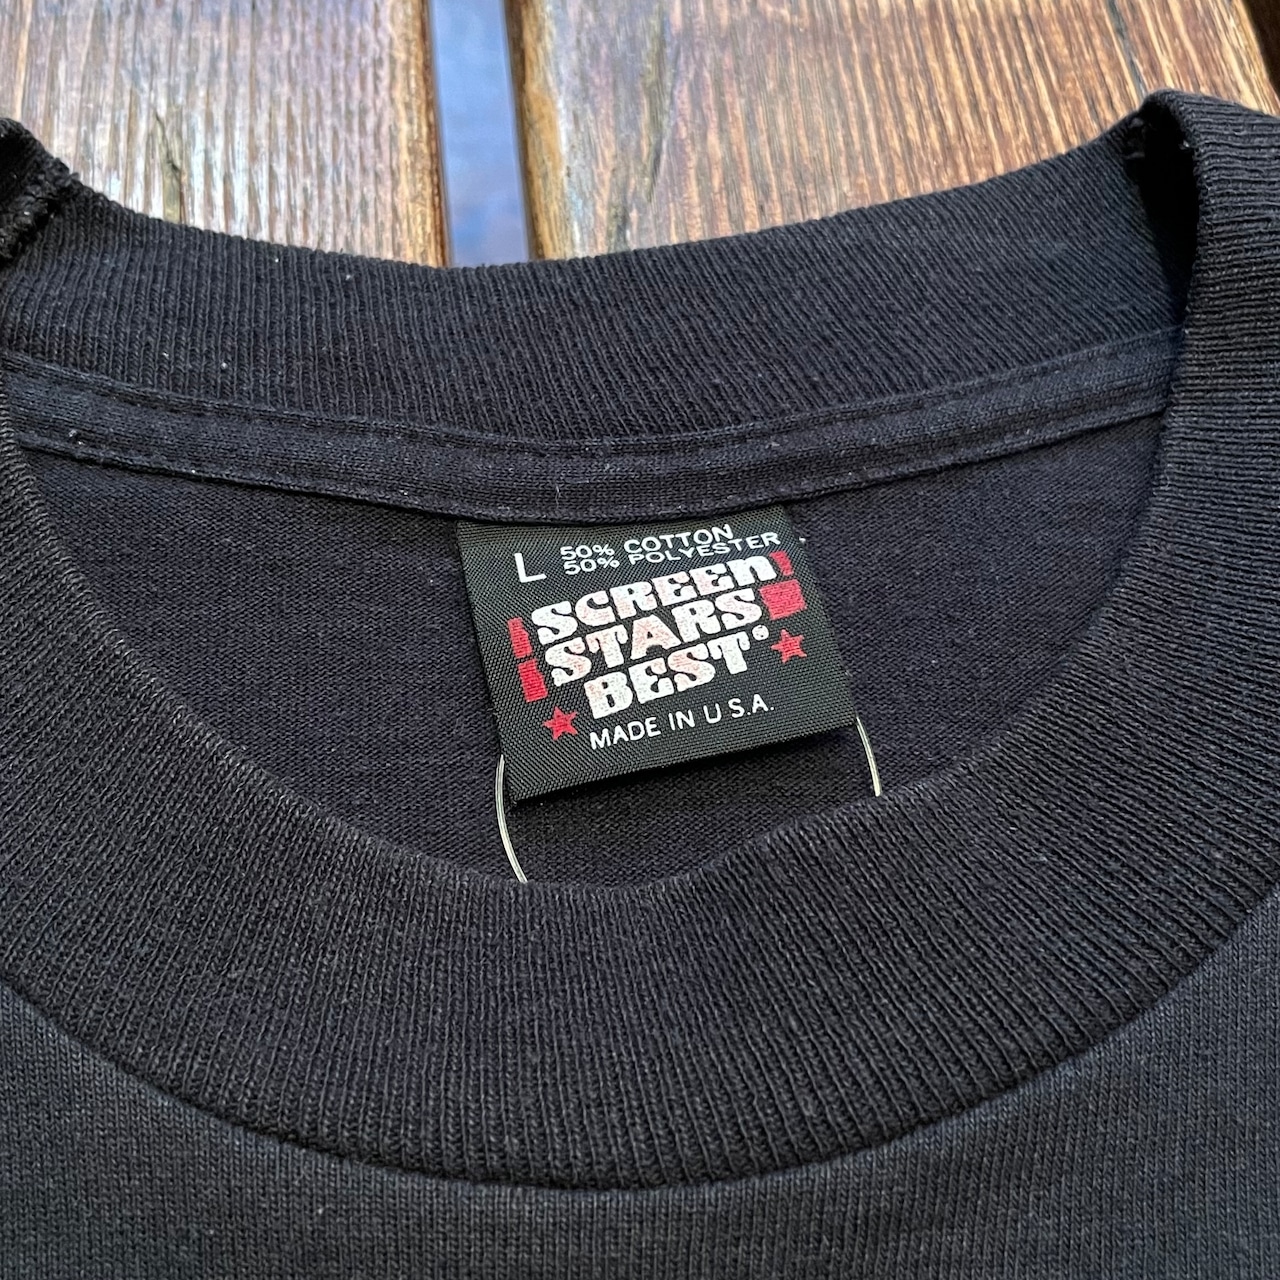 L
50% COTTON
50% POLYESTER
SCREEN
STARS
BEST®
MADE IN U.S.A.